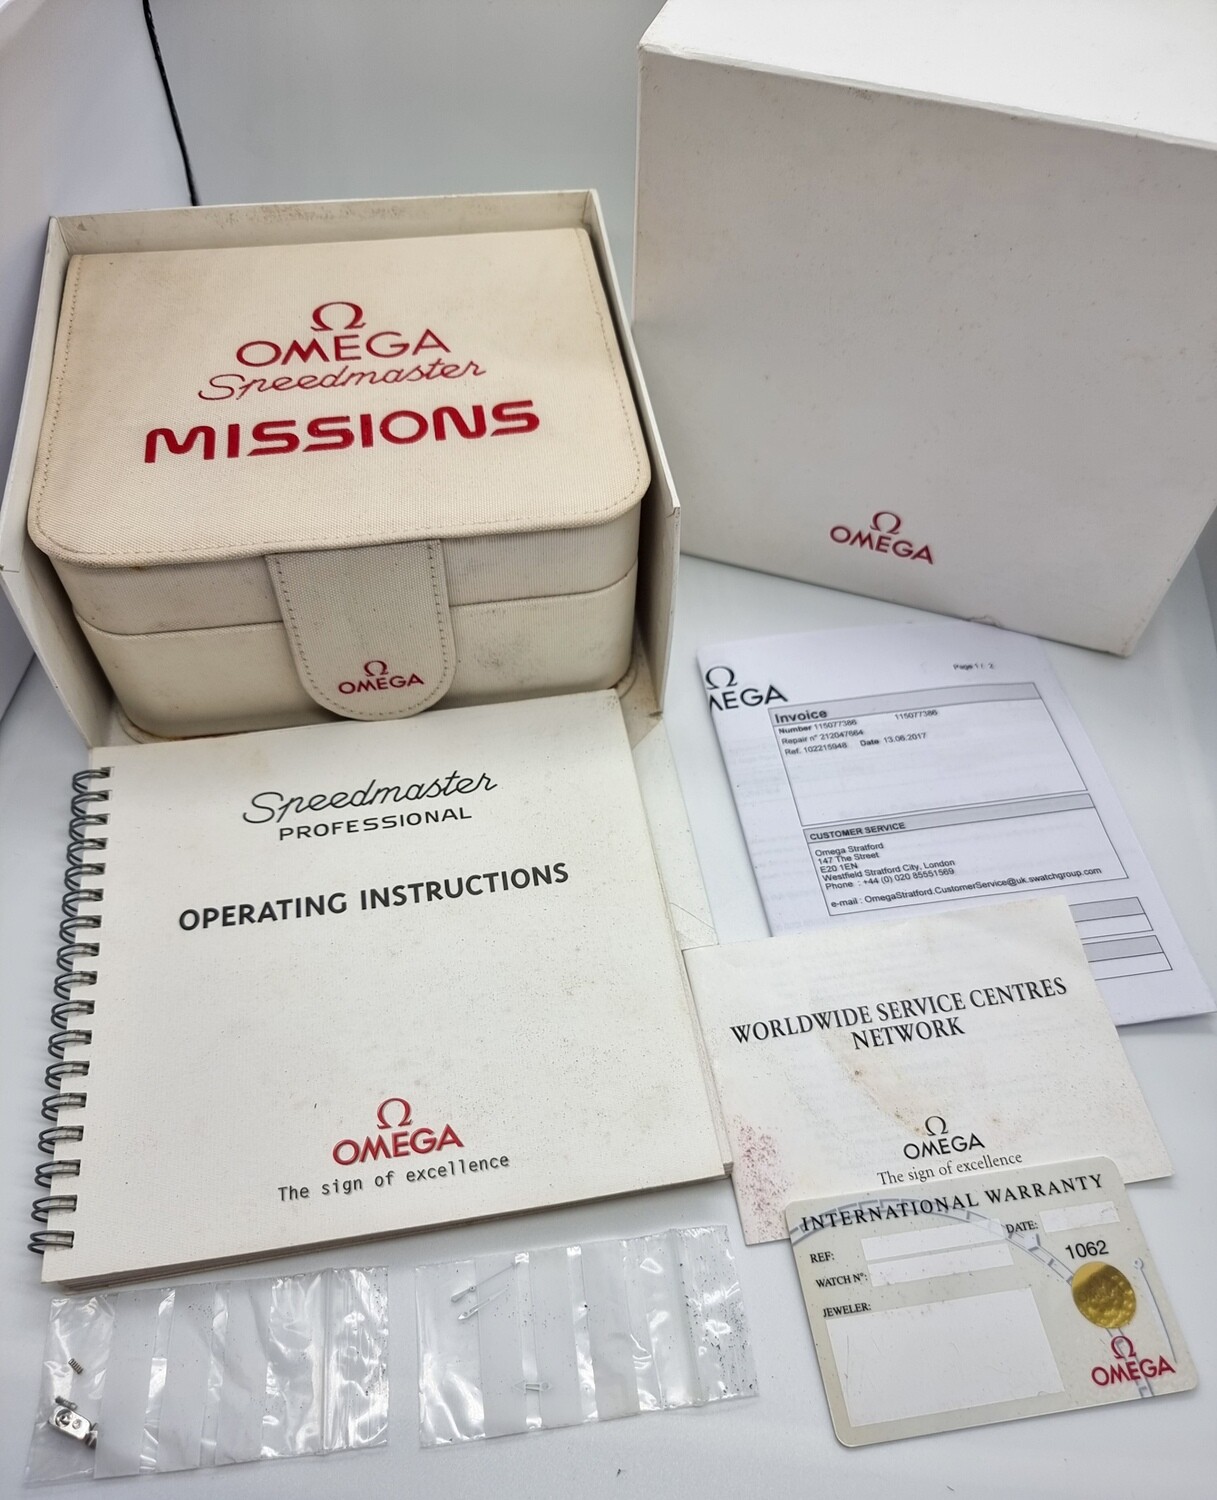 Ω
OMEGA
Speedmaster
MISSIONS
Ω
OMEGA
Ω
OMEGA
Speedmaster
PROFESSIONAL
OPERATING INSTRUCTIONS
Ω
OMEGA
The sign of excellence
Ω
MEGA
Page 1 / 2
Invoice
Number 115077386 115077386
Repair n° 212047664
Ref. 102215948 Date 13.06.2017
CUSTOMER SERVICE
Omega Stratford
147 The Street
E20 1EN
Westfield Stratford City, London
Phone : +44 (0) 020 85551569
e-mail : OmegaStratford.CustomerService@uk.swatchgroup.com
WORLDWIDE SERVICE CENTRES
NETWORK
Ω
OMEGA
The sign of excellence
INTERNATIONAL WARRANTY
REF: DATE:
WATCH N°: 1062
JEWELER:
Ω
OMEGA